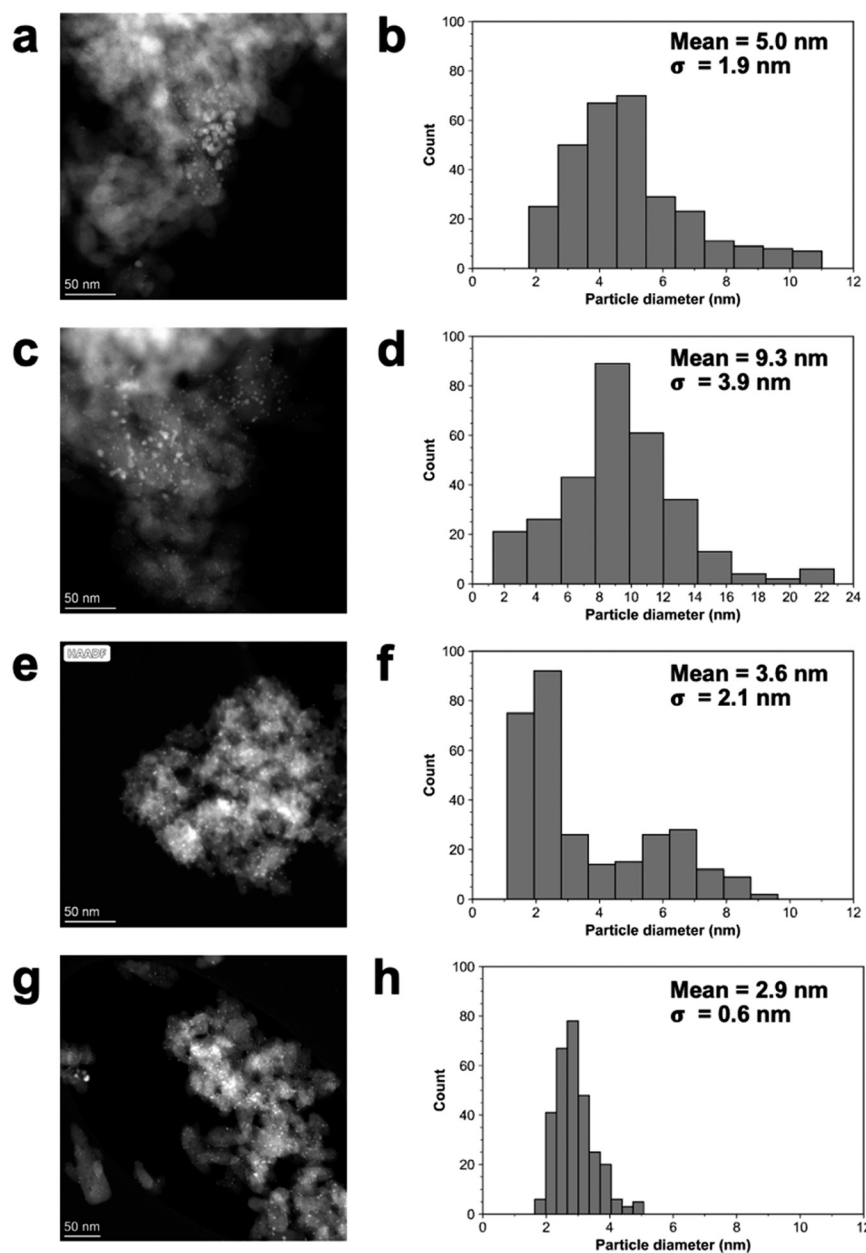 a
50 nm
b
Mean = 5.0 nm
σ = 1.9 nm
100
80
60
40
20
0
Count
0 2 4 6 8 10 12
Particle diameter (nm)
c
50 nm
d
Mean = 9.3 nm
σ = 3.9 nm
100
80
60
40
20
0
Count
0 2 4 6 8 10 12 14 16 18 20 22 24
Particle diameter (nm)
e
HAADF
50 nm
f
Mean = 3.6 nm
σ = 2.1 nm
100
80
60
40
20
0
Count
0 2 4 6 8 10 12
Particle diameter (nm)
g
50 nm
h
Mean = 2.9 nm
σ = 0.6 nm
100
80
60
40
20
0
Count
0 2 4 6 8 10 12
Particle diameter (nm)